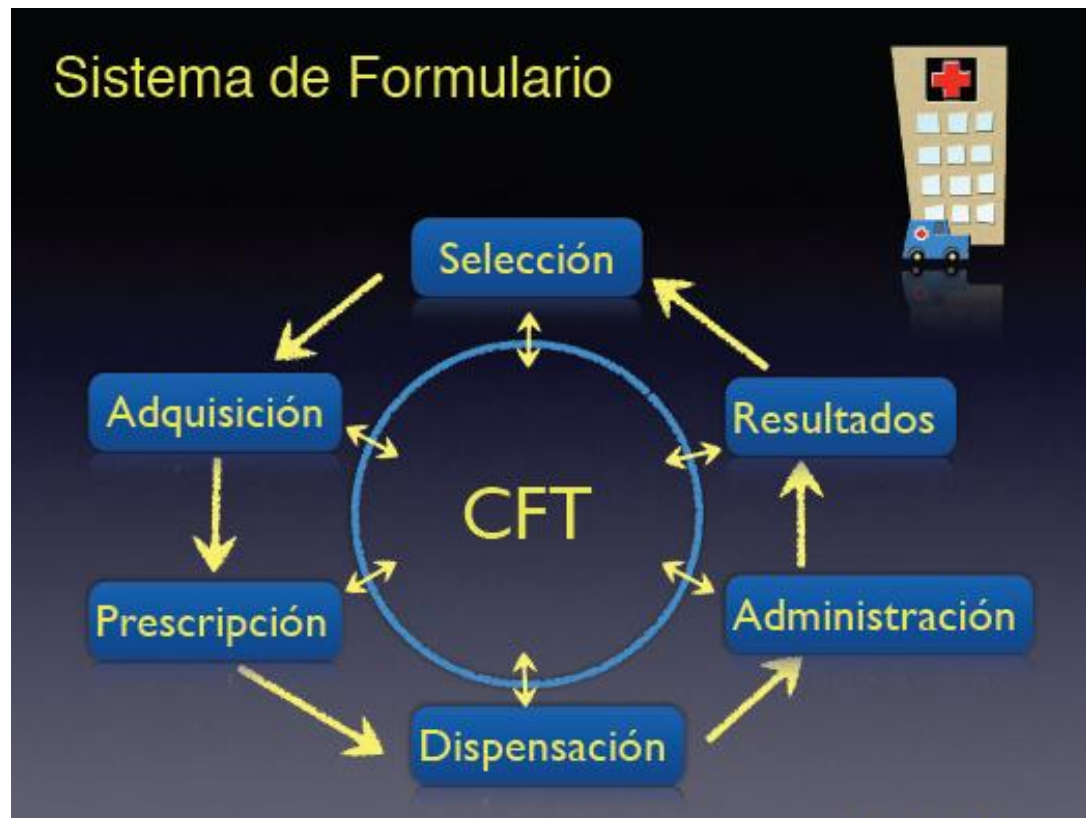 Sistema de Formulario
Selección
Adquisición
Resultados
CFT
Prescripción
Administración
Dispensación